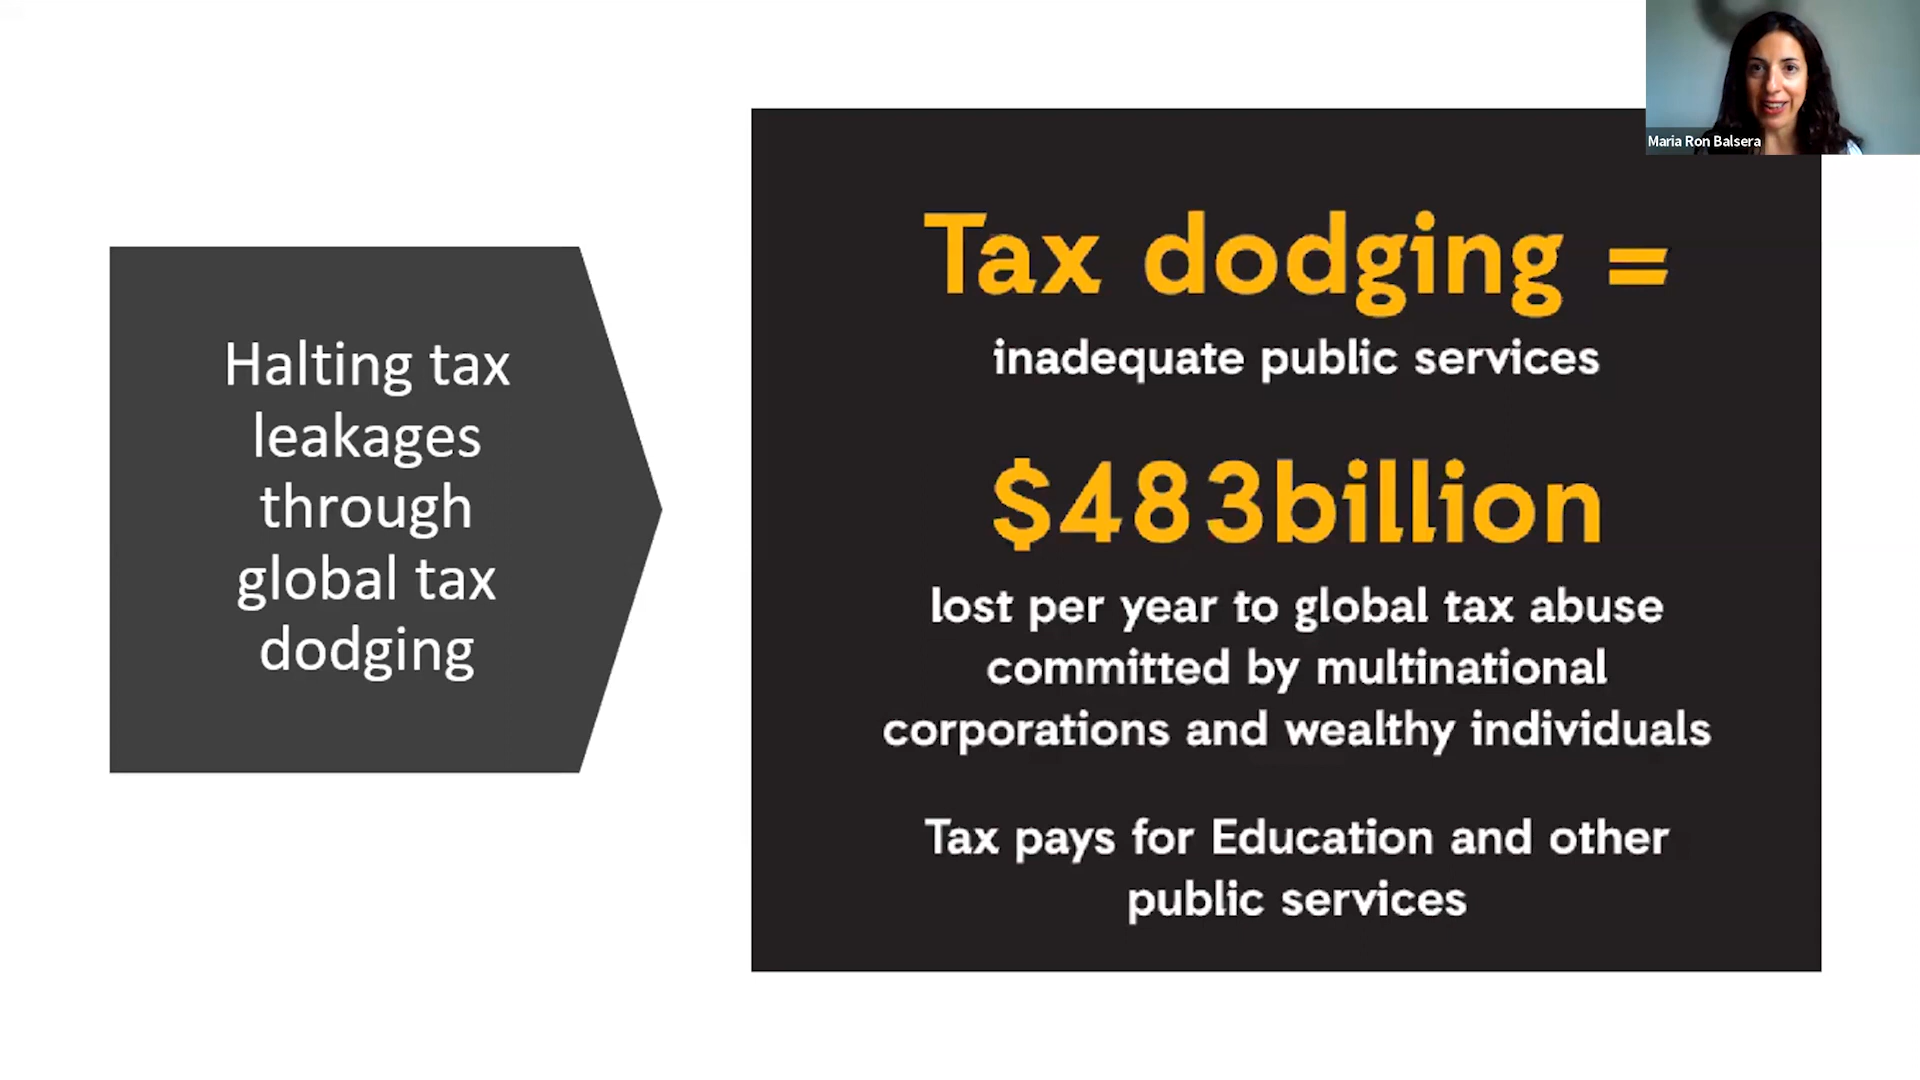 Maria Ron Balsera
Halting tax
leakages
through
global tax
dodging
Tax dodging =
inadequate public services
$483billion
lost per year to global tax abuse
committed by multinational
corporations and wealthy individuals
Tax pays for Education and other
public services